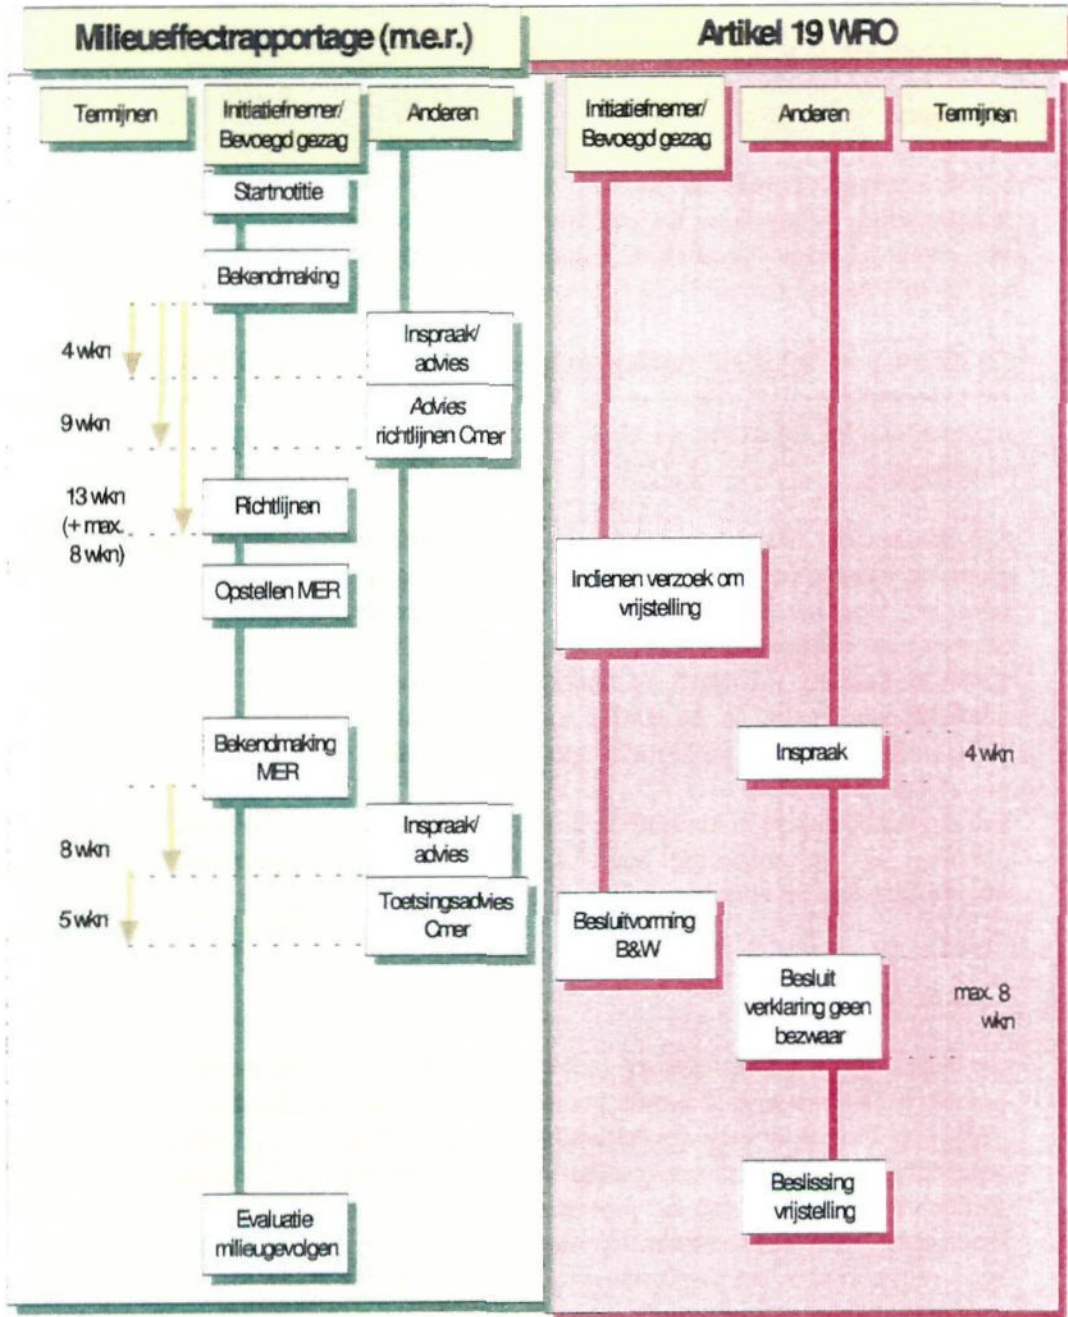 Milieueffectrapportage (m.e.r.)
Artikel 19 WRO
Termijnen
Initiatiefnemer/
Bevoegd gezag
Anderen
Initiatiefnemer/
Bevoegd gezag
Anderen
Termijnen
Startnotitie
Bekendmaking
4 wkn
Inspraak/
advies
9 wkn
Advies
richtlijnen Cmer
13 wkn
(+ max.
8 wkn)
Richtlijnen
Opstellen MER
Indienen verzoek om
vrijstelling
Bekendmaking
MER
Inspraak
4 wkn
8 wkn
Inspraak/
advies
5 wkn
Toetsingsadvies
Cmer
Besluitvorming
B&W
Besluit
verklaring geen
bezwaar
max. 8
wkn
Beslissing
vrijstelling
Evaluatie
milieugevolgen